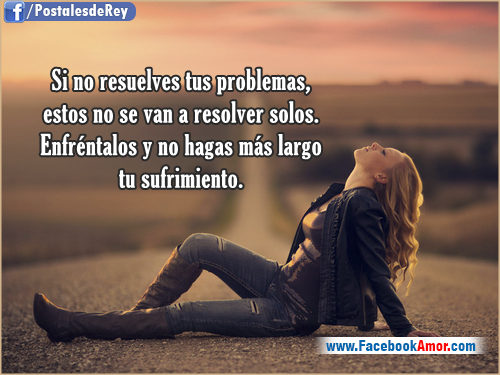 f /PostalesdeRey
Si no resuelves tus problemas,
estos no se van a resolver solos.
Enfréntalos y no hagas más largo
tu sufrimiento.
www.FacebookAmor.com